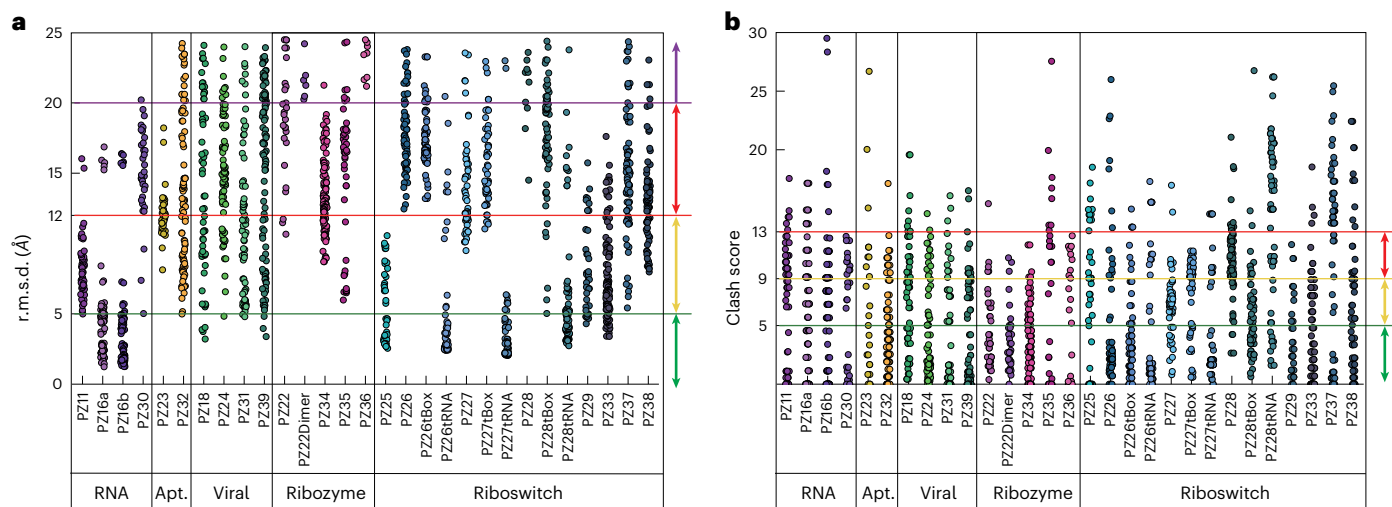 a
r.m.s.d. (Å)
25
20
15
12
5
0
PZ11
PZ16a
PZ16b
PZ30
PZ23
PZ32
PZ18
PZ24
PZ31
PZ39
PZ22
PZ22Dimer
PZ34
PZ35
PZ36
PZ25
PZ26
PZ26tBox
PZ26tRNA
PZ27
PZ27tBox
PZ27tRNA
PZ28
PZ28tBox
PZ28tRNA
PZ29
PZ33
PZ37
PZ38
RNA
Apt.
Viral
Ribozyme
Riboswitch
b
Clash score
30
25
20
13
9
5
PZ11
PZ16a
PZ16b
PZ30
PZ23
PZ32
PZ18
PZ24
PZ31
PZ39
PZ22
PZ22Dimer
PZ34
PZ35
PZ36
PZ25
PZ26
PZ26tBox
PZ26tRNA
PZ27
PZ27tBox
PZ27tRNA
PZ28
PZ28tBox
PZ28tRNA
PZ29
PZ33
PZ37
PZ38
RNA
Apt.
Viral
Ribozyme
Riboswitch